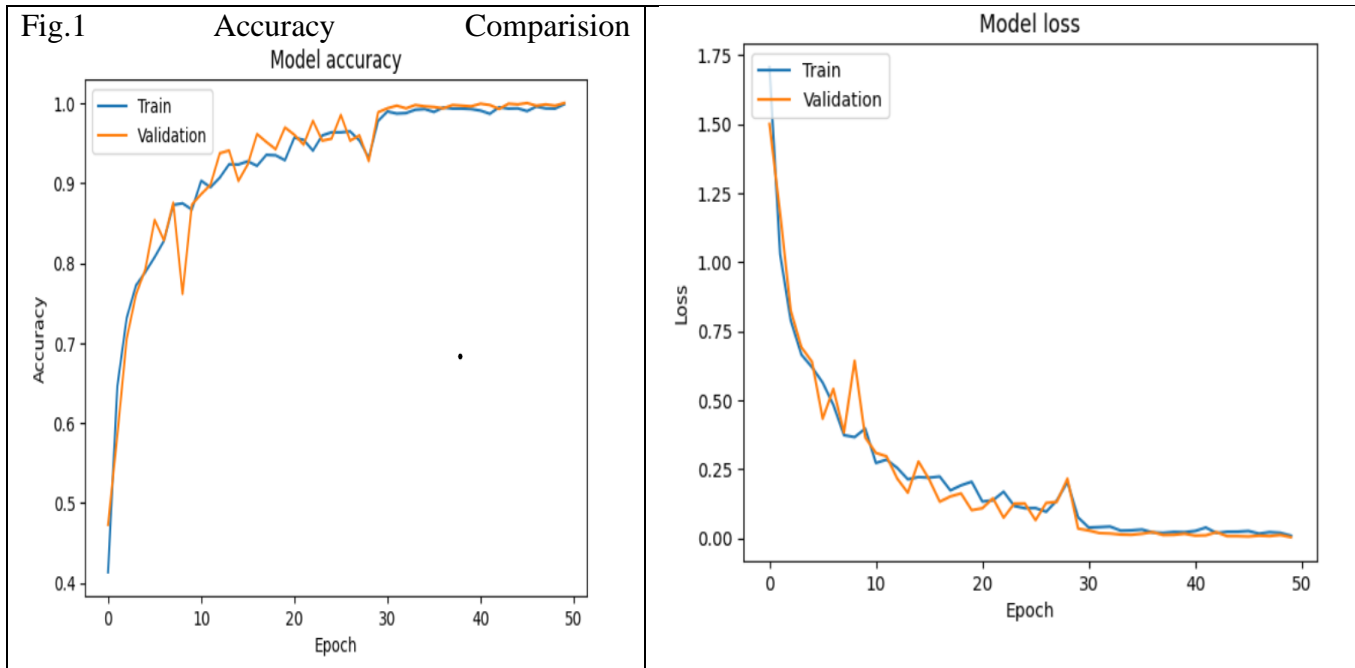 Fig.1 Accuracy Comparision
Model accuracy
Train
Validation
1.0
0.9
0.8
0.7
0.6
0.5
0.4
Accuracy
0 10 20 30 40 50
Epoch
Model loss
Train
Validation
1.75
1.50
1.25
1.00
0.75
0.50
0.25
0.00
Loss
0 10 20 30 40 50
Epoch